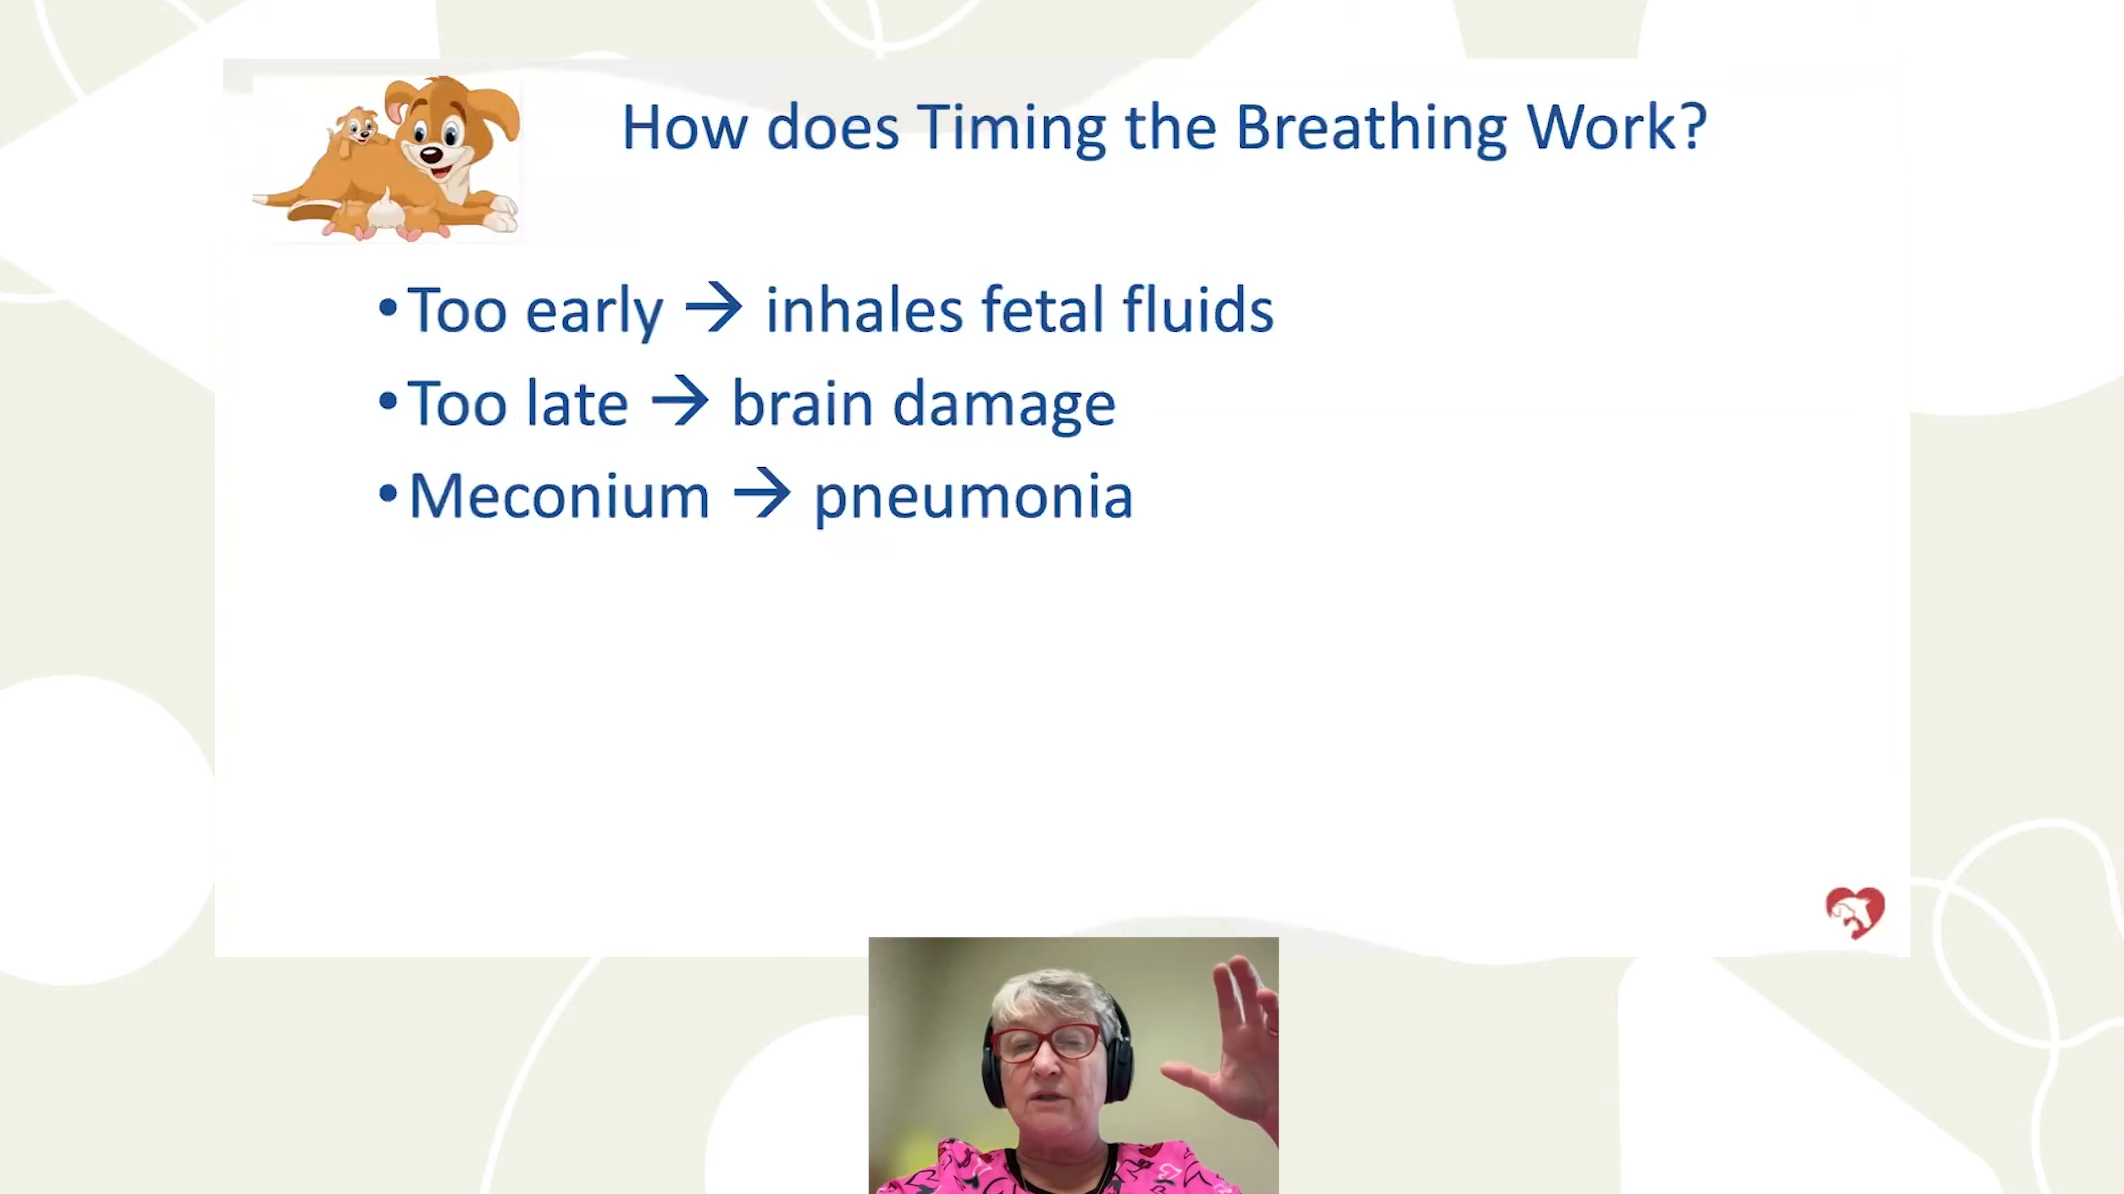 How does Timing the Breathing Work?
• Too early → inhales fetal fluids
• Too late → brain damage
• Meconium → pneumonia